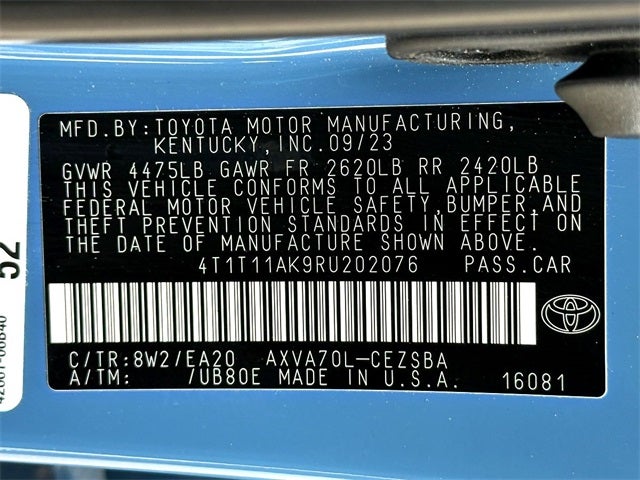 MFD.BY:TOYOTA MOTOR MANUFACTURING,
KENTUCKY,INC.09/23
GVWR 4475LB GAWR FR 2620LB RR 2420LB
THIS VEHICLE CONFORMS TO ALL APPLICABLE
FEDERAL MOTOR VEHICLE SAFETY,BUMPER,AND
THEFT PREVENTION STANDARDS IN EFFECT ON
THE DATE OF MANUFACTURE SHOWN ABOVE.
4T1T11AK9RU202076 PASS.CAR
C/TR:8W2/EA20 AXVA70L-CEZSBA
A/TM: /UB80E MADE IN U.S.A. 16081
52